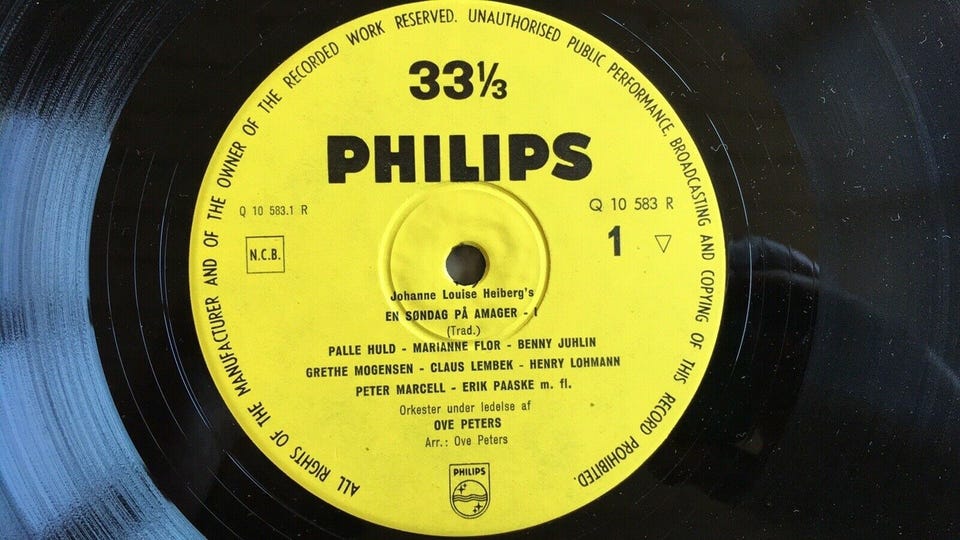 ALL RIGHTS OF THE MANUFACTURER AND OF THE OWNER OF THE RECORDED WORK RESERVED. UNAUTHORISED PUBLIC PERFORMANCE, BROADCASTING AND COPYING OF THIS RECORD PROHIBITED.
33⅓
PHILIPS
Q 10 583.1 R
Q 10 583 R
N.C.B.
1
Johanne Louise Heiberg's
EN SØNDAG PÅ AMAGER - I
(Trad.)
PALLE HULD - MARIANNE FLOR - BENNY JUHLIN
GRETHE MOGENSEN - CLAUS LEMBEK - HENRY LOHMANN
PETER MARCELL - ERIK PAASKE m. fl.
Orkester under ledelse af
OVE PETERS
Arr.: Ove Peters
PHILIPS